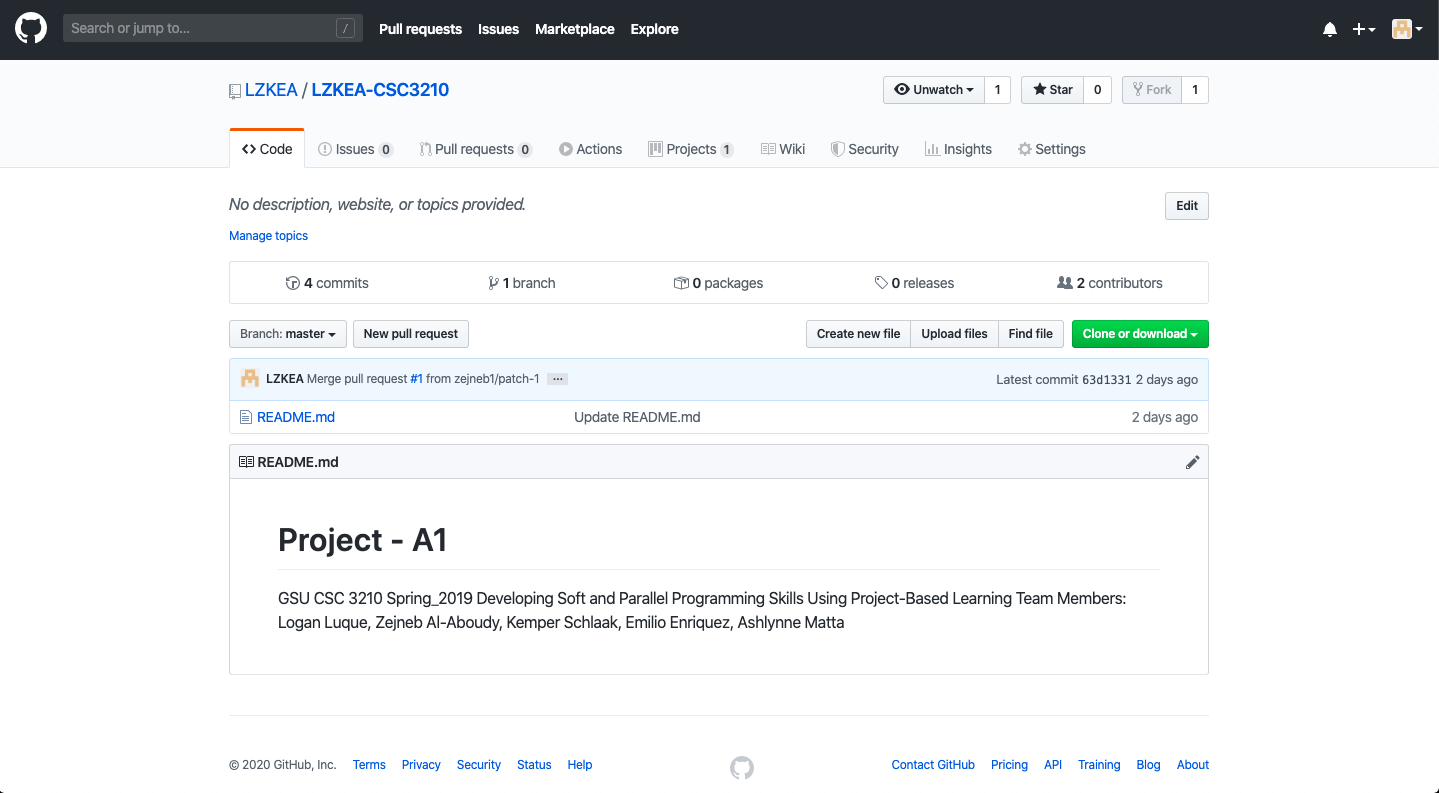 Search or jump to... /
Pull requests Issues Marketplace Explore
LZKEA / LZKEA-CSC3210
Unwatch 1 Star 0 Fork 1
Code Issues 0 Pull requests 0 Actions Projects 1 Wiki Security Insights Settings
No description, website, or topics provided.
Edit
Manage topics
4 commits 1 branch 0 packages 0 releases 2 contributors
Branch: master New pull request Create new file Upload files Find file Clone or download
LZKEA Merge pull request #1 from zejneb1/patch-1 ... Latest commit 63d1331 2 days ago
README.md Update README.md 2 days ago
README.md
Project - A1
GSU CSC 3210 Spring_2019 Developing Soft and Parallel Programming Skills Using Project-Based Learning Team Members:
Logan Luque, Zejneb Al-Aboudy, Kemper Schlaak, Emilio Enriquez, Ashlynne Matta
© 2020 GitHub, Inc. Terms Privacy Security Status Help Contact GitHub Pricing API Training Blog About